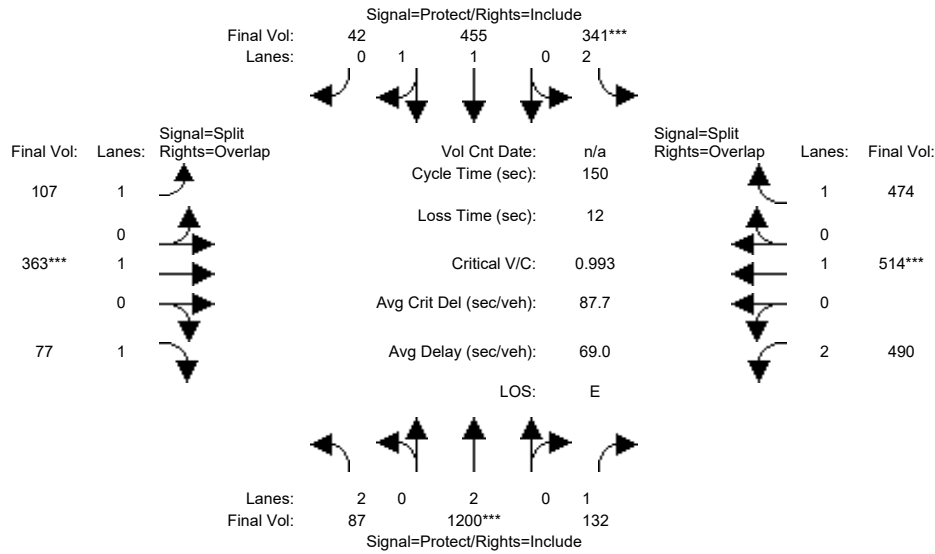 Signal=Protect/Rights=Include
Final Vol: 42 455 341***
Lanes: 0 1 1 0 2
Signal=Split Signal=Split
Final Vol: Lanes: Rights=Overlap Vol Cnt Date: n/a Rights=Overlap Lanes: Final Vol:
Cycle Time (sec): 150
107 1 1 474
Loss Time (sec): 12
0 0
363*** 1 Critical V/C: 0.993 1 514***
0 Avg Crit Del (sec/veh): 87.7 0
77 1 Avg Delay (sec/veh): 69.0 2 490
LOS: E
Lanes: 2 0 2 0 1
Final Vol: 87 1200*** 132
Signal=Protect/Rights=Include